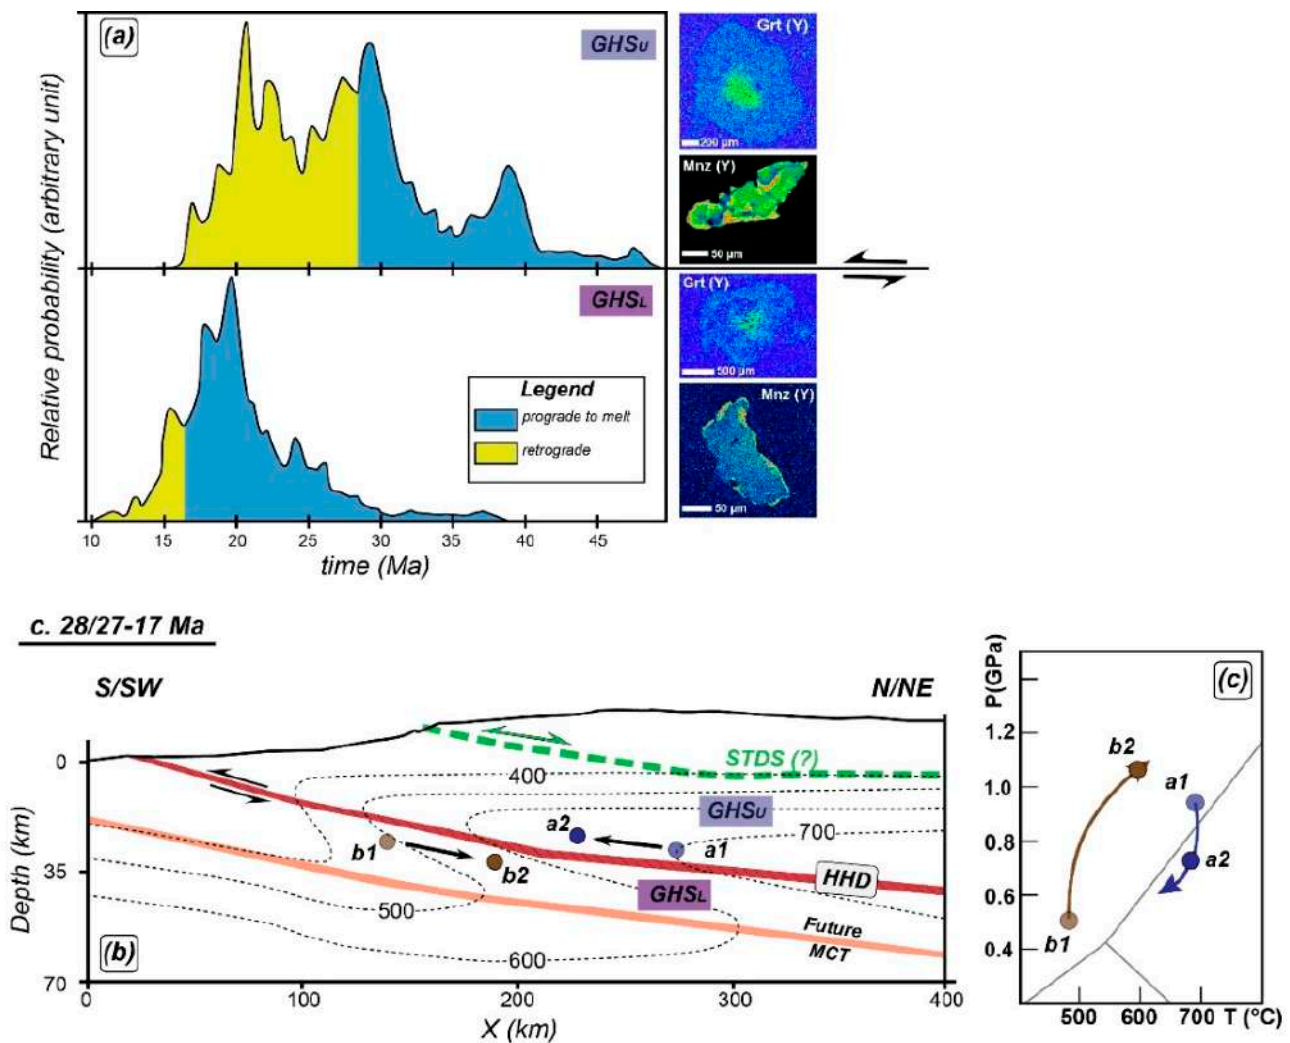 (a)
GHSU
Relative probability (arbitrary unit)
GHSL
Legend
prograde to melt
retrograde
10 15 20 25 30 35 40 45
time (Ma)
Grt (Y)
200 µm
Mnz (Y)
50 µm
Grt (Y)
500 µm
Mnz (Y)
50 µm
c. 28/27-17 Ma
S/SW
N/NE
0
35
70
Depth (km)
STDS (?)
400
GHSU
700
a2
a1
b1
b2
HHD
GHSL
500
Future
MCT
600
(b)
0 100 200 300 400
X (km)
P(GPa)
(c)
1.2
1.0
0.8
0.6
0.4
b2
a1
a2
b1
500 600 700 T (°C)